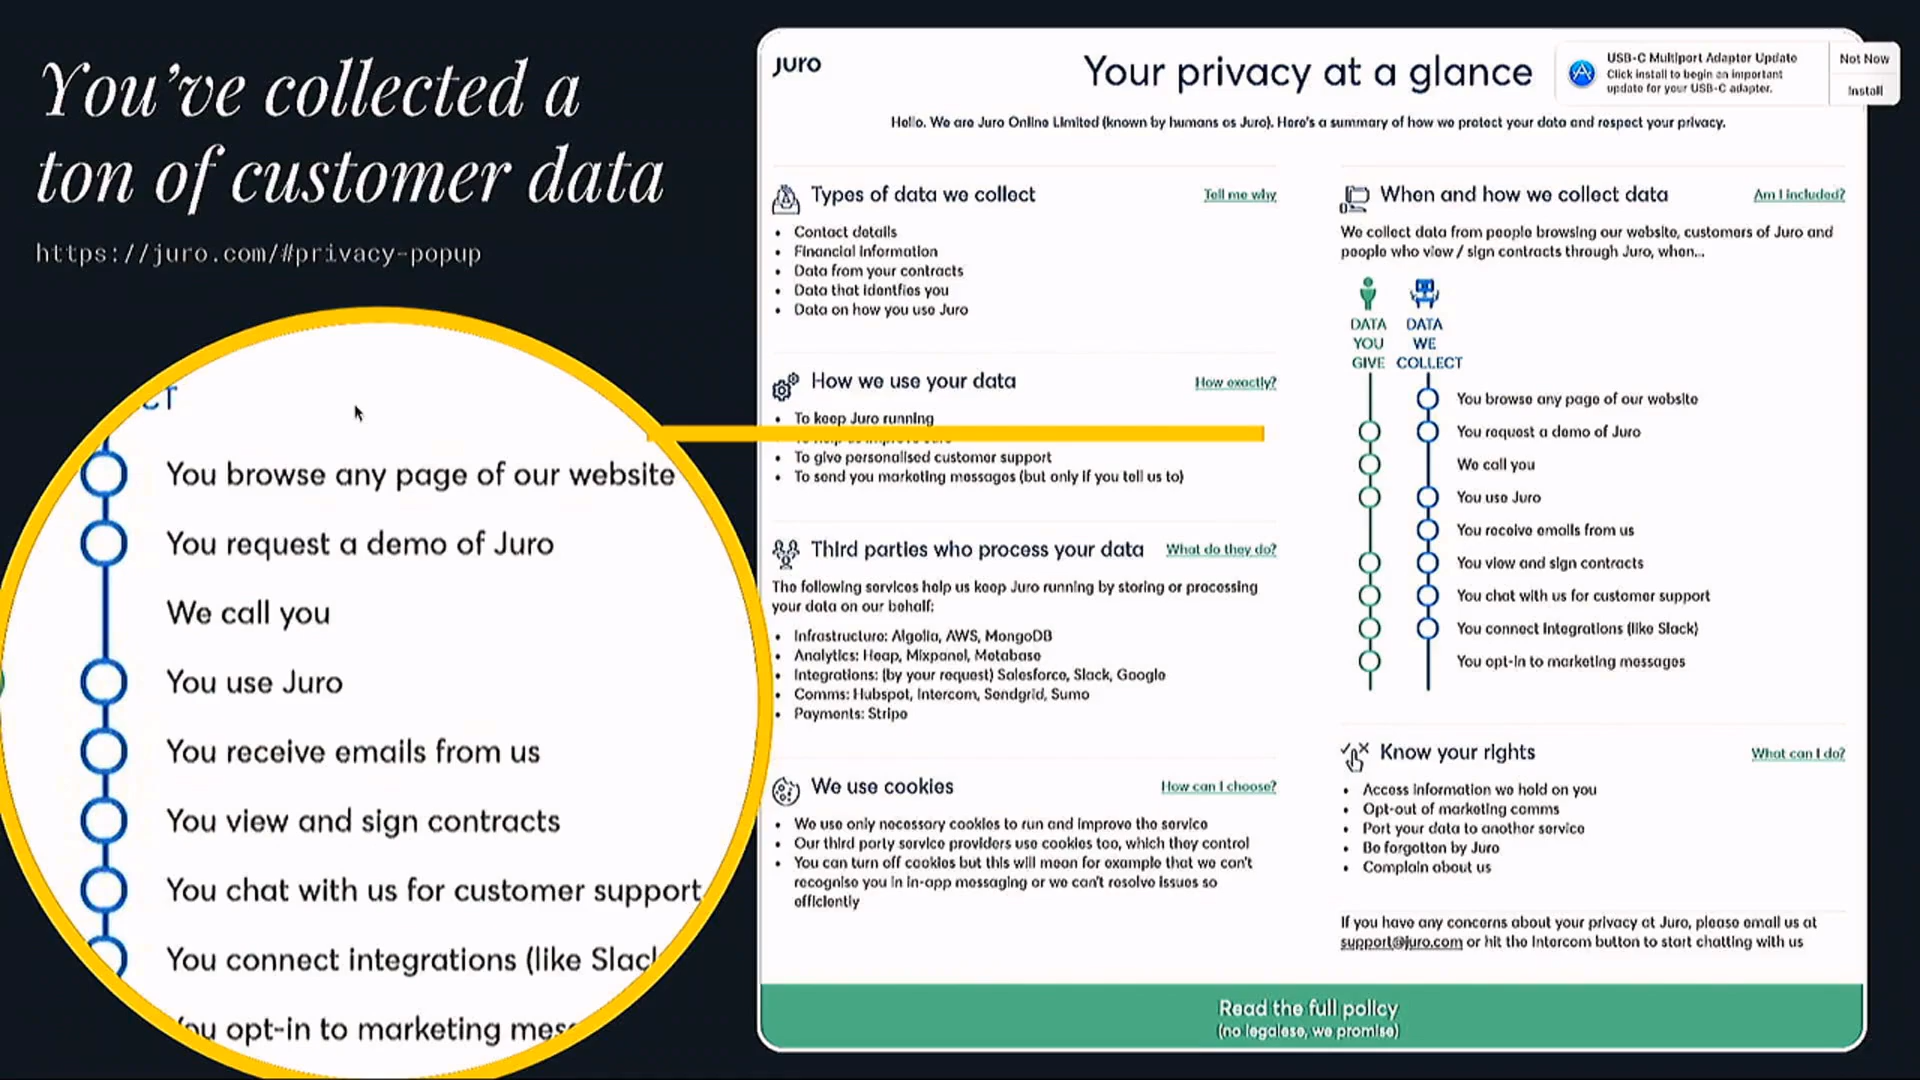 You've collected a
ton of customer data
https://juro.com/#privacy-popup
CT
You browse any page of our website
You request a demo of Juro
We call you
You use Juro
You receive emails from us
You view and sign contracts
You chat with us for customer support
You connect integrations (like Slack
You opt-in to marketing mess
JURO
Your privacy at a glance
USB-C Multiport Adapter Update
Click install to begin an important
update for your USB-C adapter.
Not Now
Install
Hello. We are Juro Online Limited (known by humans as Juro). Here's a summary of how we protect your data and respect your privacy.
Types of data we collect
Tell me why
• Contact details
• Financial information
• Data from your contracts
• Data that identfies you
• Data on how you use Juro
How we use your data
How exactly?
• To keep Juro running
• To give personalised customer support
• To send you marketing messages (but only if you tell us to)
Third parties who process your data
What do they do?
The following services help us keep Juro running by storing or processing
your data on our behalf:
• Infrastructure: Algolia, AWS, MongoDB
• Analytics: Heap, Mixpanel, Metabase
• Integrations: (by your request) Salesforce, Slack, Google
• Comms: Hubspot, Intercom, Sendgrid, Sumo
• Payments: Stripe
We use cookies
How can I choose?
• We use only necessary cookies to run and improve the service
• Our third party service providers use cookies too, which they control
• You can turn off cookies but this will mean for example that we can't
recognise you in in-app messaging or we can't resolve issues so
efficiently
When and how we collect data
Am I included?
We collect data from people browsing our website, customers of Juro and
people who view / sign contracts through Juro, when...
DATA YOU GIVE
DATA WE COLLECT
You browse any page of our website
You request a demo of Juro
We call you
You use Juro
You receive emails from us
You view and sign contracts
You chat with us for customer support
You connect integrations (like Slack)
You opt-in to marketing messages
Know your rights
What can I do?
• Access information we hold on you
• Opt-out of marketing comms
• Port your data to another service
• Be forgotten by Juro
• Complain about us
If you have any concerns about your privacy at Juro, please email us at
support@juro.com or hit the Intercom button to start chatting with us
Read the full policy
(no legalese, we promise)